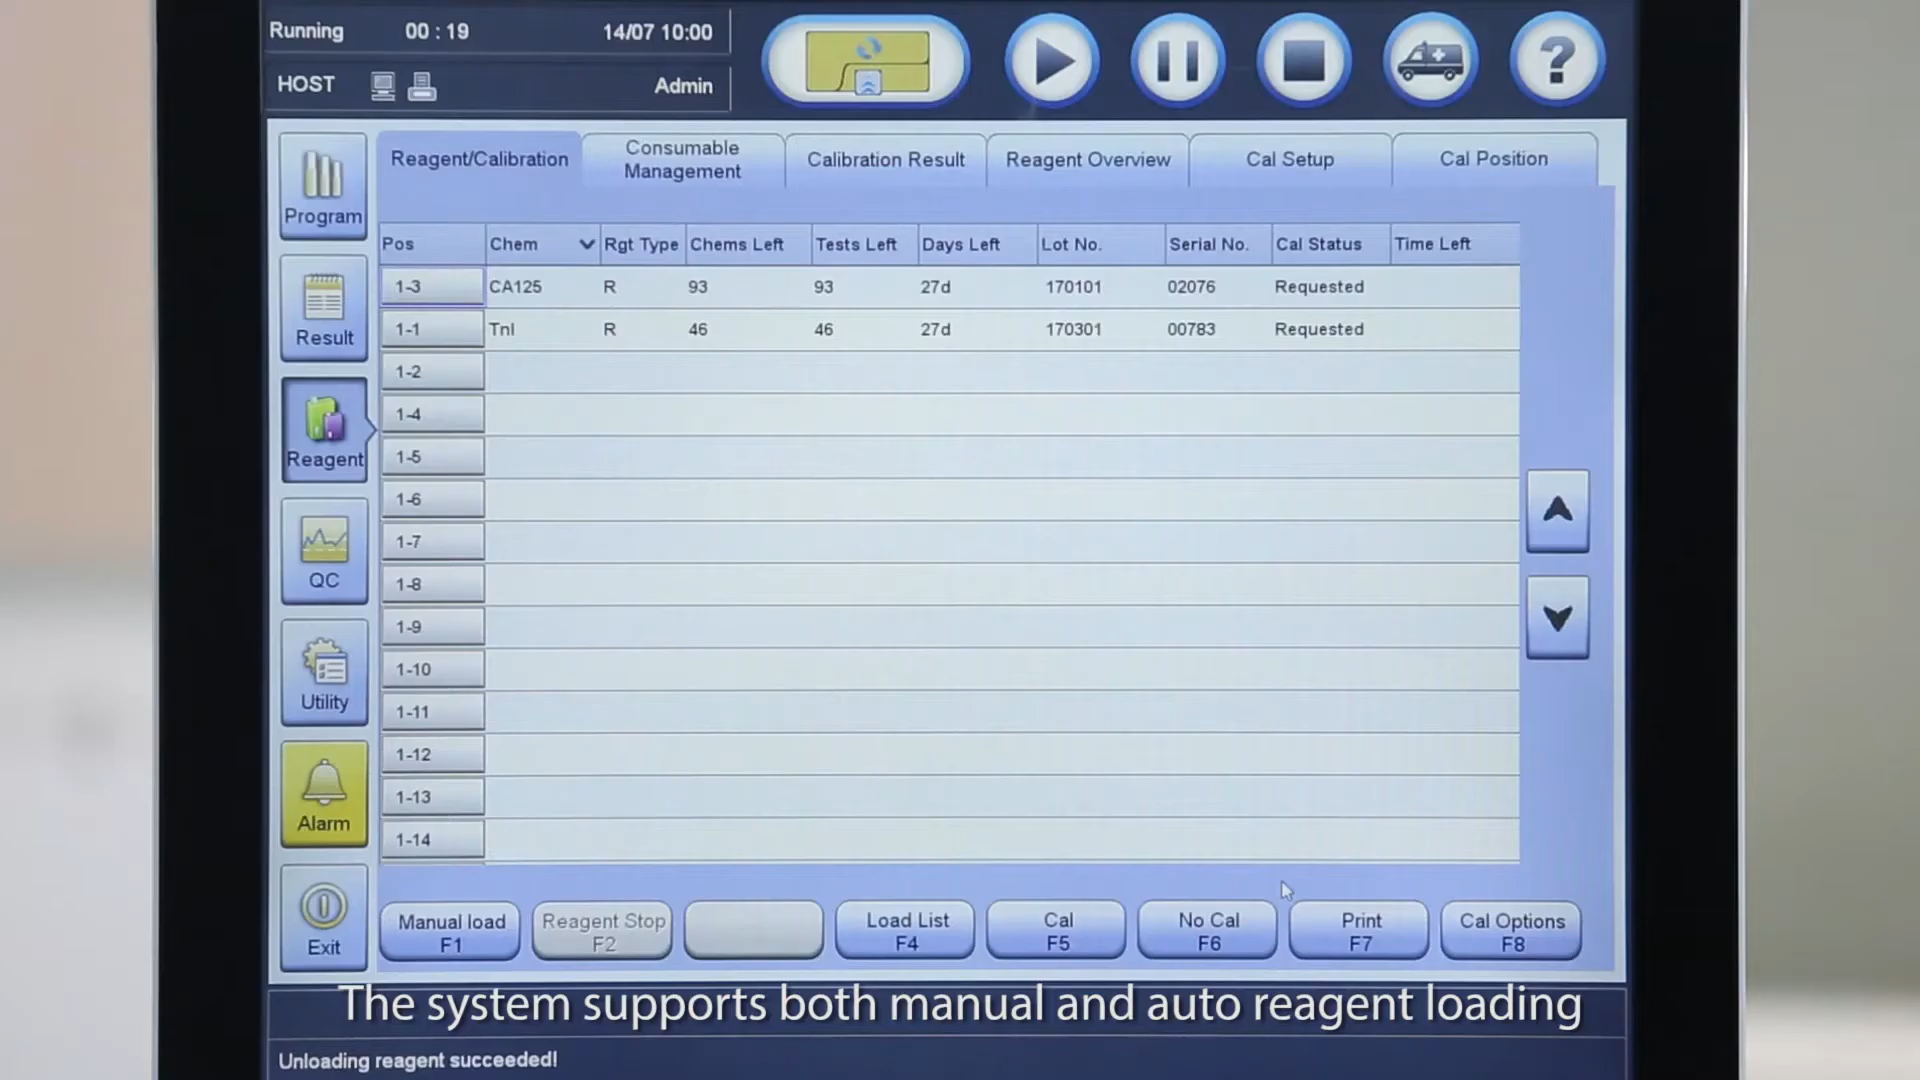 Running 00 : 19 14/07 10:00
HOST Admin
?
Program
Result
Reagent
QC
Utility
Alarm
Exit
Reagent/Calibration
Consumable
Management
Calibration Result
Reagent Overview
Cal Setup
Cal Position
Pos Chem Rgt Type Chems Left Tests Left Days Left Lot No. Serial No. Cal Status Time Left
1-3 CA125 R 93 93 27d 170101 02076 Requested
1-1 TnI R 46 46 27d 170301 00783 Requested
1-2
1-4
1-5
1-6
1-7
1-8
1-9
1-10
1-11
1-12
1-13
1-14
Manual load
F1
Reagent Stop
F2
Load List
F4
Cal
F5
No Cal
F6
Print
F7
Cal Options
F8
The system supports both manual and auto reagent loading
Unloading reagent succeeded!